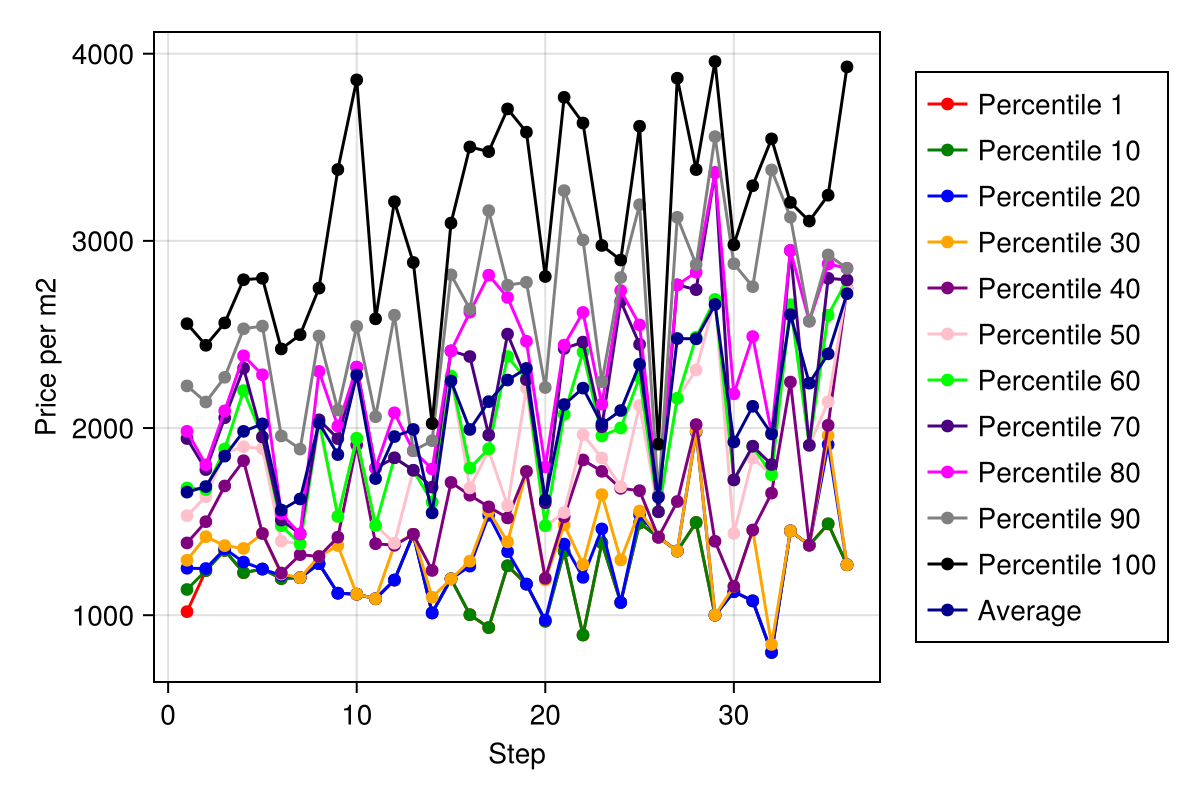 4000
3000
2000
1000
Price per m2
0 10 20 30
Step
Percentile 1
Percentile 10
Percentile 20
Percentile 30
Percentile 40
Percentile 50
Percentile 60
Percentile 70
Percentile 80
Percentile 90
Percentile 100
Average